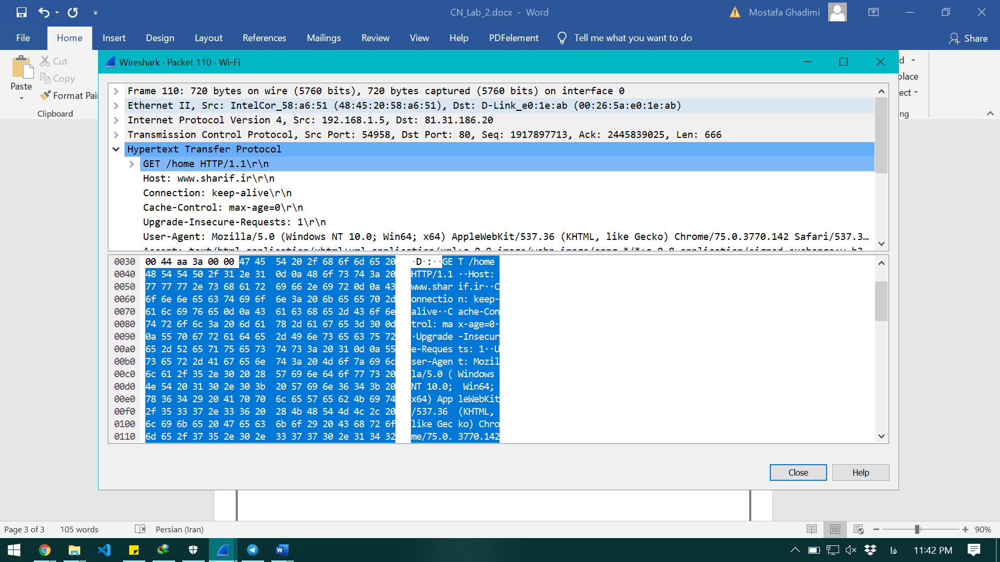 CN_Lab_2.docx - Word
Mostafa Ghadimi
File Home Insert Design Layout References Mailings Review View Help PDFelement Tell me what you want to do Share
Paste
Cut
Copy
Format Pai
Clipboard
d
place
ect
ng
Wireshark · Packet 110 · Wi-Fi
Frame 110: 720 bytes on wire (5760 bits), 720 bytes captured (5760 bits) on interface 0
Ethernet II, Src: IntelCor_58:a6:51 (48:45:20:58:a6:51), Dst: D-Link_e0:1e:ab (00:26:5a:e0:1e:ab)
Internet Protocol Version 4, Src: 192.168.1.5, Dst: 81.31.186.20
Transmission Control Protocol, Src Port: 54958, Dst Port: 80, Seq: 1917897713, Ack: 2445839025, Len: 666
Hypertext Transfer Protocol
GET /home HTTP/1.1\r\n
Host: www.sharif.ir\r\n
Connection: keep-alive\r\n
Cache-Control: max-age=0\r\n
Upgrade-Insecure-Requests: 1\r\n
User-Agent: Mozilla/5.0 (Windows NT 10.0; Win64; x64) AppleWebKit/537.36 (KHTML, like Gecko) Chrome/75.0.3770.142 Safari/537.3…
0030 00 44 aa 3a 00 00 47 45 54 20 2f 68 6f 6d 65 20 ·D·:··GE T /home
0040 48 54 54 50 2f 31 2e 31 0d 0a 48 6f 73 74 3a 20 HTTP/1.1 ··Host:
0050 77 77 77 2e 73 68 61 72 69 66 2e 69 72 0d 0a 43 www.shar if.ir··C
0060 6f 6e 6e 65 63 74 69 6f 6e 3a 20 6b 65 65 70 2d onnectio n: keep-
0070 61 6c 69 76 65 0d 0a 43 61 63 68 65 2d 43 6f 6e alive··C ache-Con
0080 74 72 6f 6c 3a 20 6d 61 78 2d 61 67 65 3d 30 0d trol: ma x-age=0·
0090 0a 55 70 67 72 61 64 65 2d 49 6e 73 65 63 75 72 ·Upgrade -Insecur
00a0 65 2d 52 65 71 75 65 73 74 73 3a 20 31 0d 0a 55 e-Reques ts: 1··U
00b0 73 65 72 2d 41 67 65 6e 74 3a 20 4d 6f 7a 69 6c ser-Agen t: Mozil
00c0 6c 61 2f 35 2e 30 20 28 57 69 6e 64 6f 77 73 20 la/5.0 ( Windows
00d0 4e 54 20 31 30 2e 30 3b 20 57 69 6e 36 34 3b 20 NT 10.0; Win64;
00e0 78 36 34 29 20 41 70 70 6c 65 57 65 62 4b 69 74 x64) App leWebKit
00f0 2f 35 33 37 2e 33 36 20 28 4b 48 54 4d 4c 2c 20 /537.36 (KHTML,
0100 6c 69 6b 65 20 47 65 63 6b 6f 29 20 43 68 72 6f like Gec ko) Chro
0110 6d 65 2f 37 35 2e 30 2e 33 37 37 30 2e 31 34 32 me/75.0. 3770.142
Close Help
Page 3 of 3 105 words Persian (Iran) 90%
فا 11:42 PM